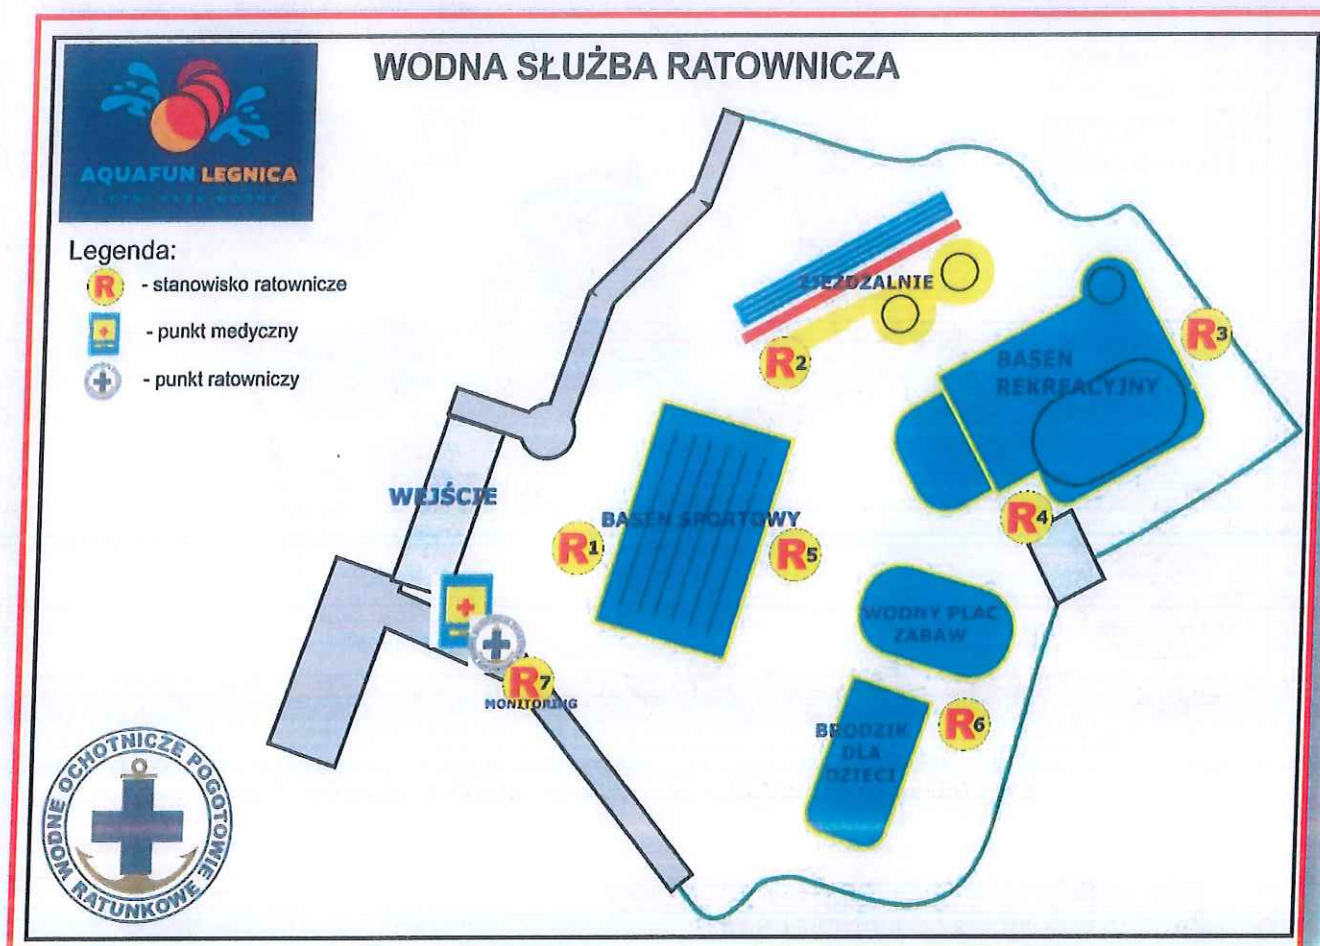 WODNA SŁUŻBA RATOWNICZA
AQUAFUN LEGNICA
Legenda:
R - stanowisko ratownicze
- punkt medyczny
- punkt ratowniczy
ZJEŻDŻALNIE
R2
R3
BASEN
REKREACYJNY
WEJŚCIE
BASEN SPORTOWY
R1
R5
R4
WODNY PLAC
ZABAW
R7
MONITORING
R6
BRODZIK
DLA
DZIECI
WODNE OCHOTNICZE POGOTOWIE
RATUNKOWE